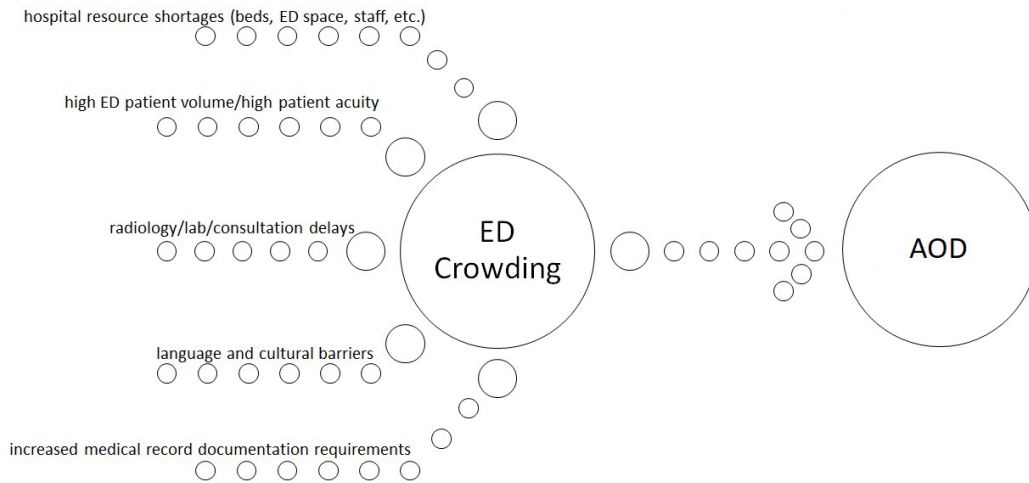 hospital resource shortages (beds, ED space, staff, etc.)
high ED patient volume/high patient acuity
radiology/lab/consultation delays
ED
Crowding
AOD
language and cultural barriers
increased medical record documentation requirements